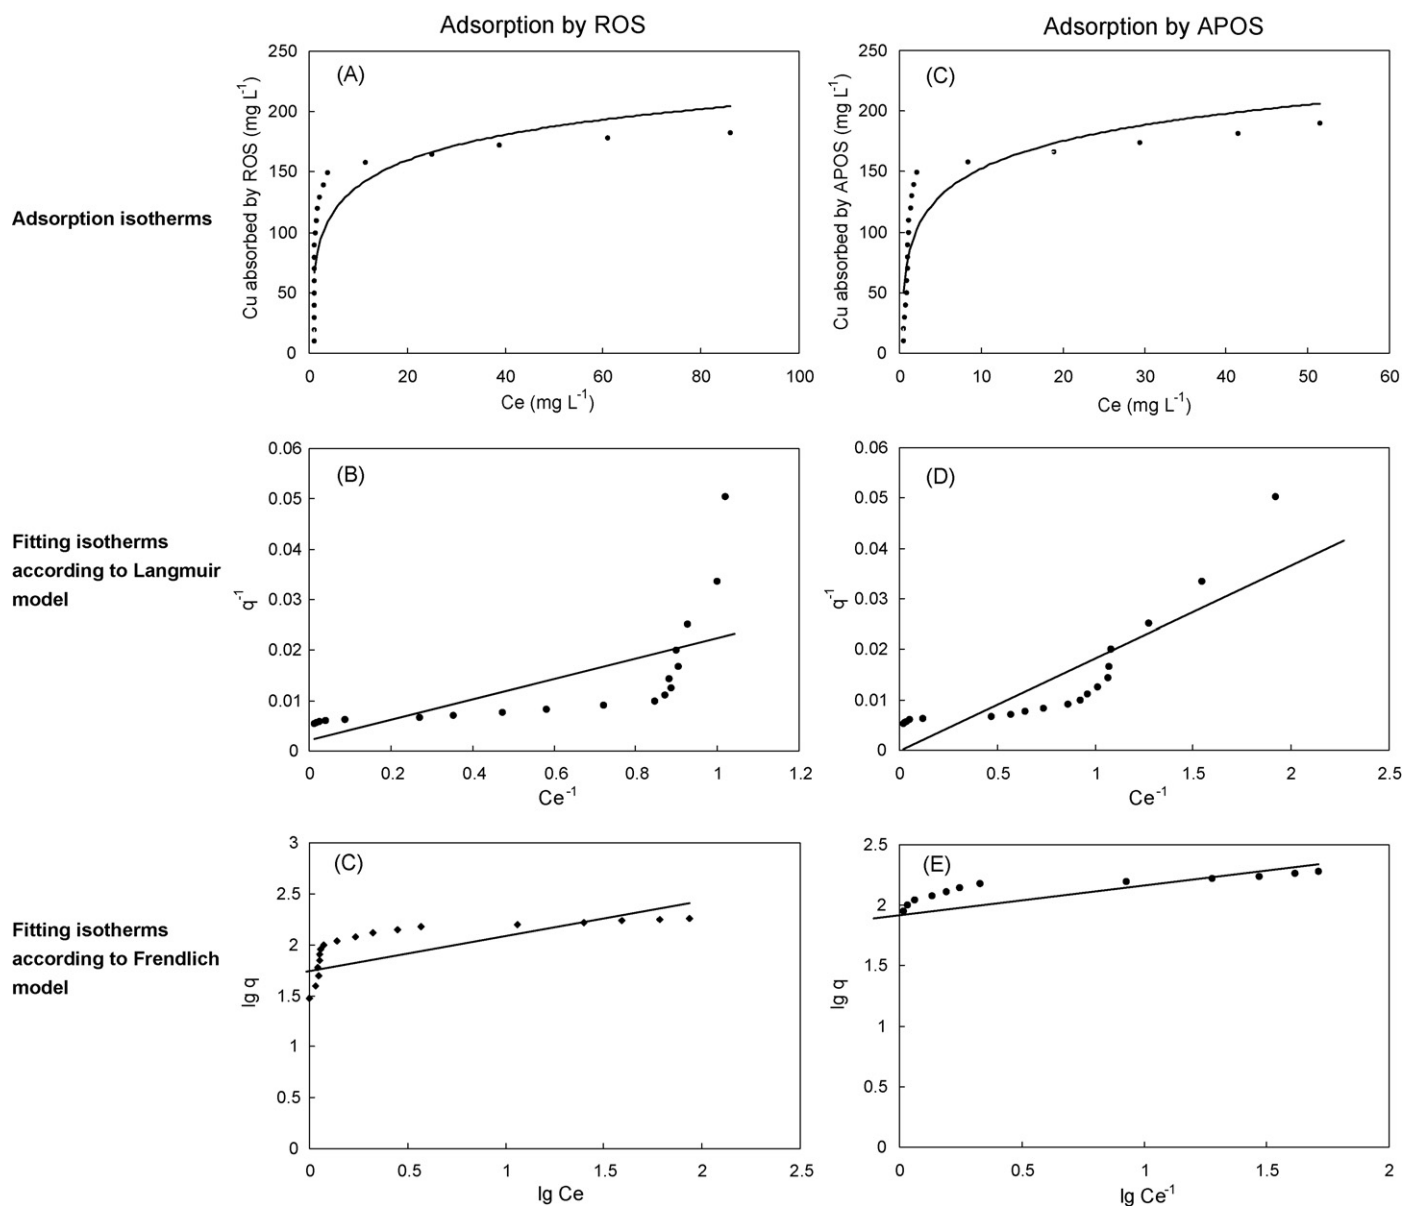 Adsorption by ROS
Adsorption by APOS
Adsorption isotherms
(A)
Cu absorbed by ROS (mg L⁻¹)
250
200
150
100
50
0
0 20 40 60 80 100
Ce (mg L⁻¹)
(C)
Cu absorbed by APOS (mg L⁻¹)
250
200
150
100
50
0
0 10 20 30 40 50 60
Ce (mg L⁻¹)
Fitting isotherms
according to Langmuir
model
(B)
q⁻¹
0.06
0.05
0.04
0.03
0.02
0.01
0
0 0.2 0.4 0.6 0.8 1 1.2
Ce⁻¹
(D)
q⁻¹
0.06
0.05
0.04
0.03
0.02
0.01
0
0 0.5 1 1.5 2 2.5
Ce⁻¹
Fitting isotherms
according to Frendlich
model
(C)
lg q
3
2.5
2
1.5
1
0.5
0
0 0.5 1 1.5 2 2.5
lg Ce
(E)
lg q
2.5
2
1.5
1
0.5
0
0 0.5 1 1.5 2
lg Ce⁻¹